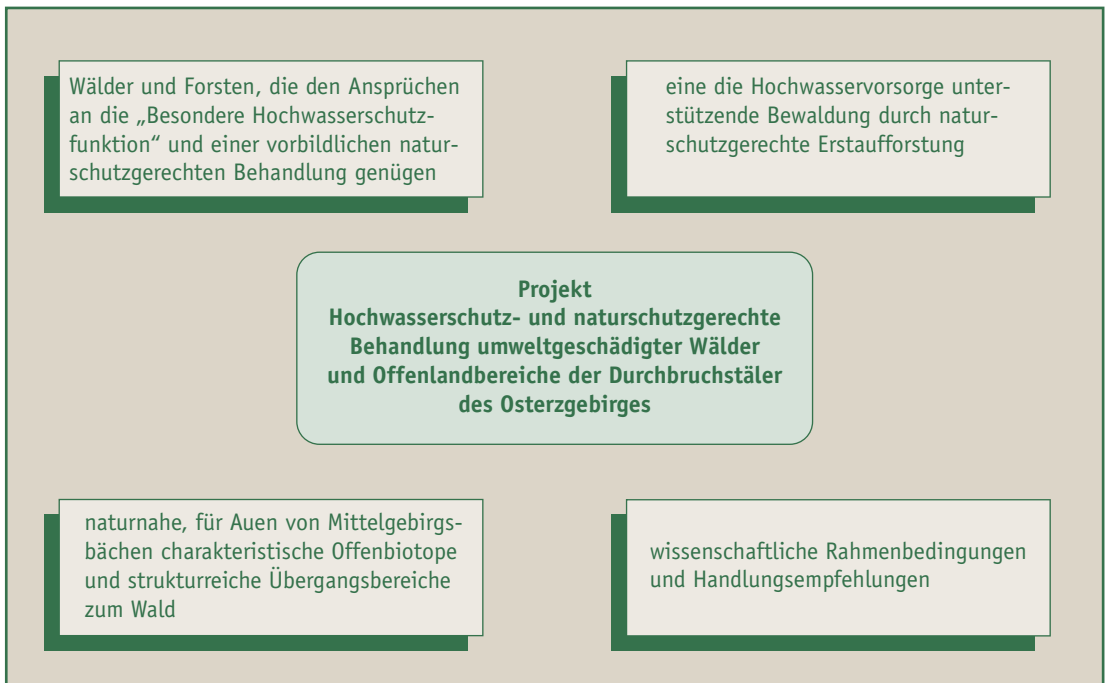 Wälder und Forsten, die den Ansprüchen
an die „Besondere Hochwasserschutz-
funktion“ und einer vorbildlichen natur-
schutzgerechten Behandlung genügen
eine die Hochwasservorsorge unter-
stützende Bewaldung durch natur-
schutzgerechte Erstaufforstung
Projekt
Hochwasserschutz- und naturschutzgerechte
Behandlung umweltgeschädigter Wälder
und Offenlandbereiche der Durchbruchstäler
des Osterzgebirges
naturnahe, für Auen von Mittelgebirgs-
bächen charakteristische Offenbiotope
und strukturreiche Übergangsbereiche
zum Wald
wissenschaftliche Rahmenbedingungen
und Handlungsempfehlungen